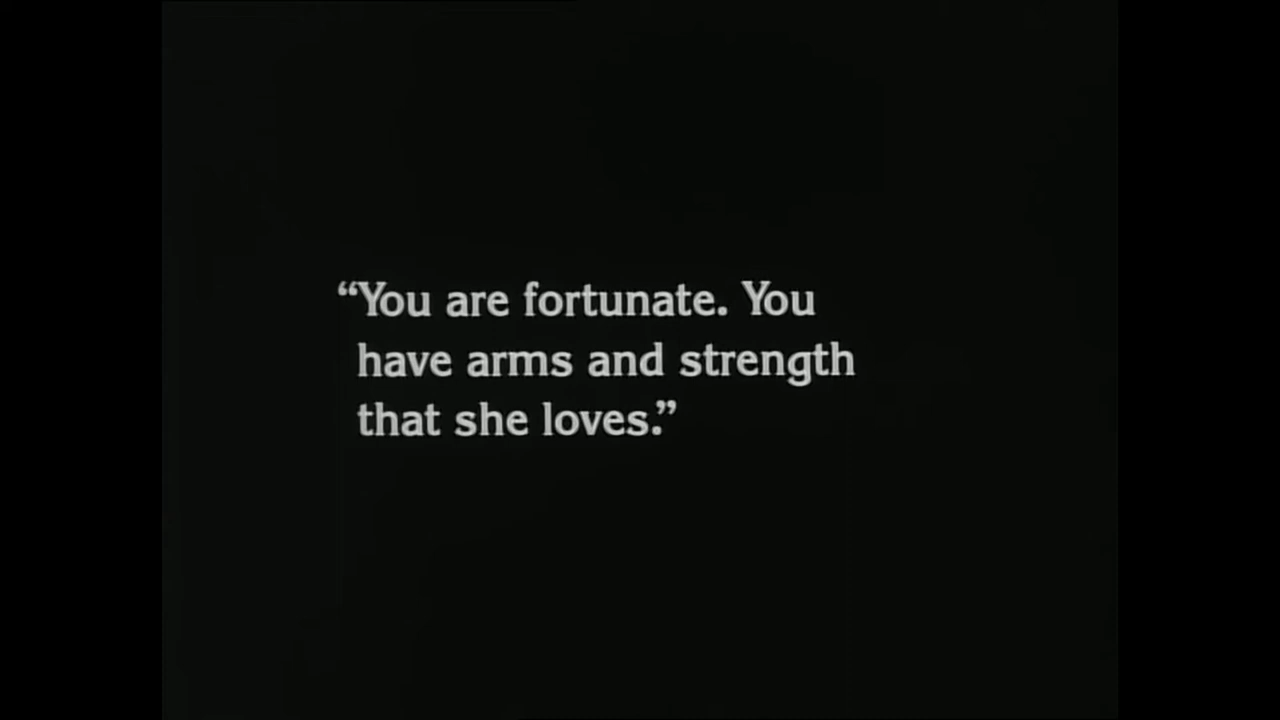 “You are fortunate. You
have arms and strength
that she loves.”